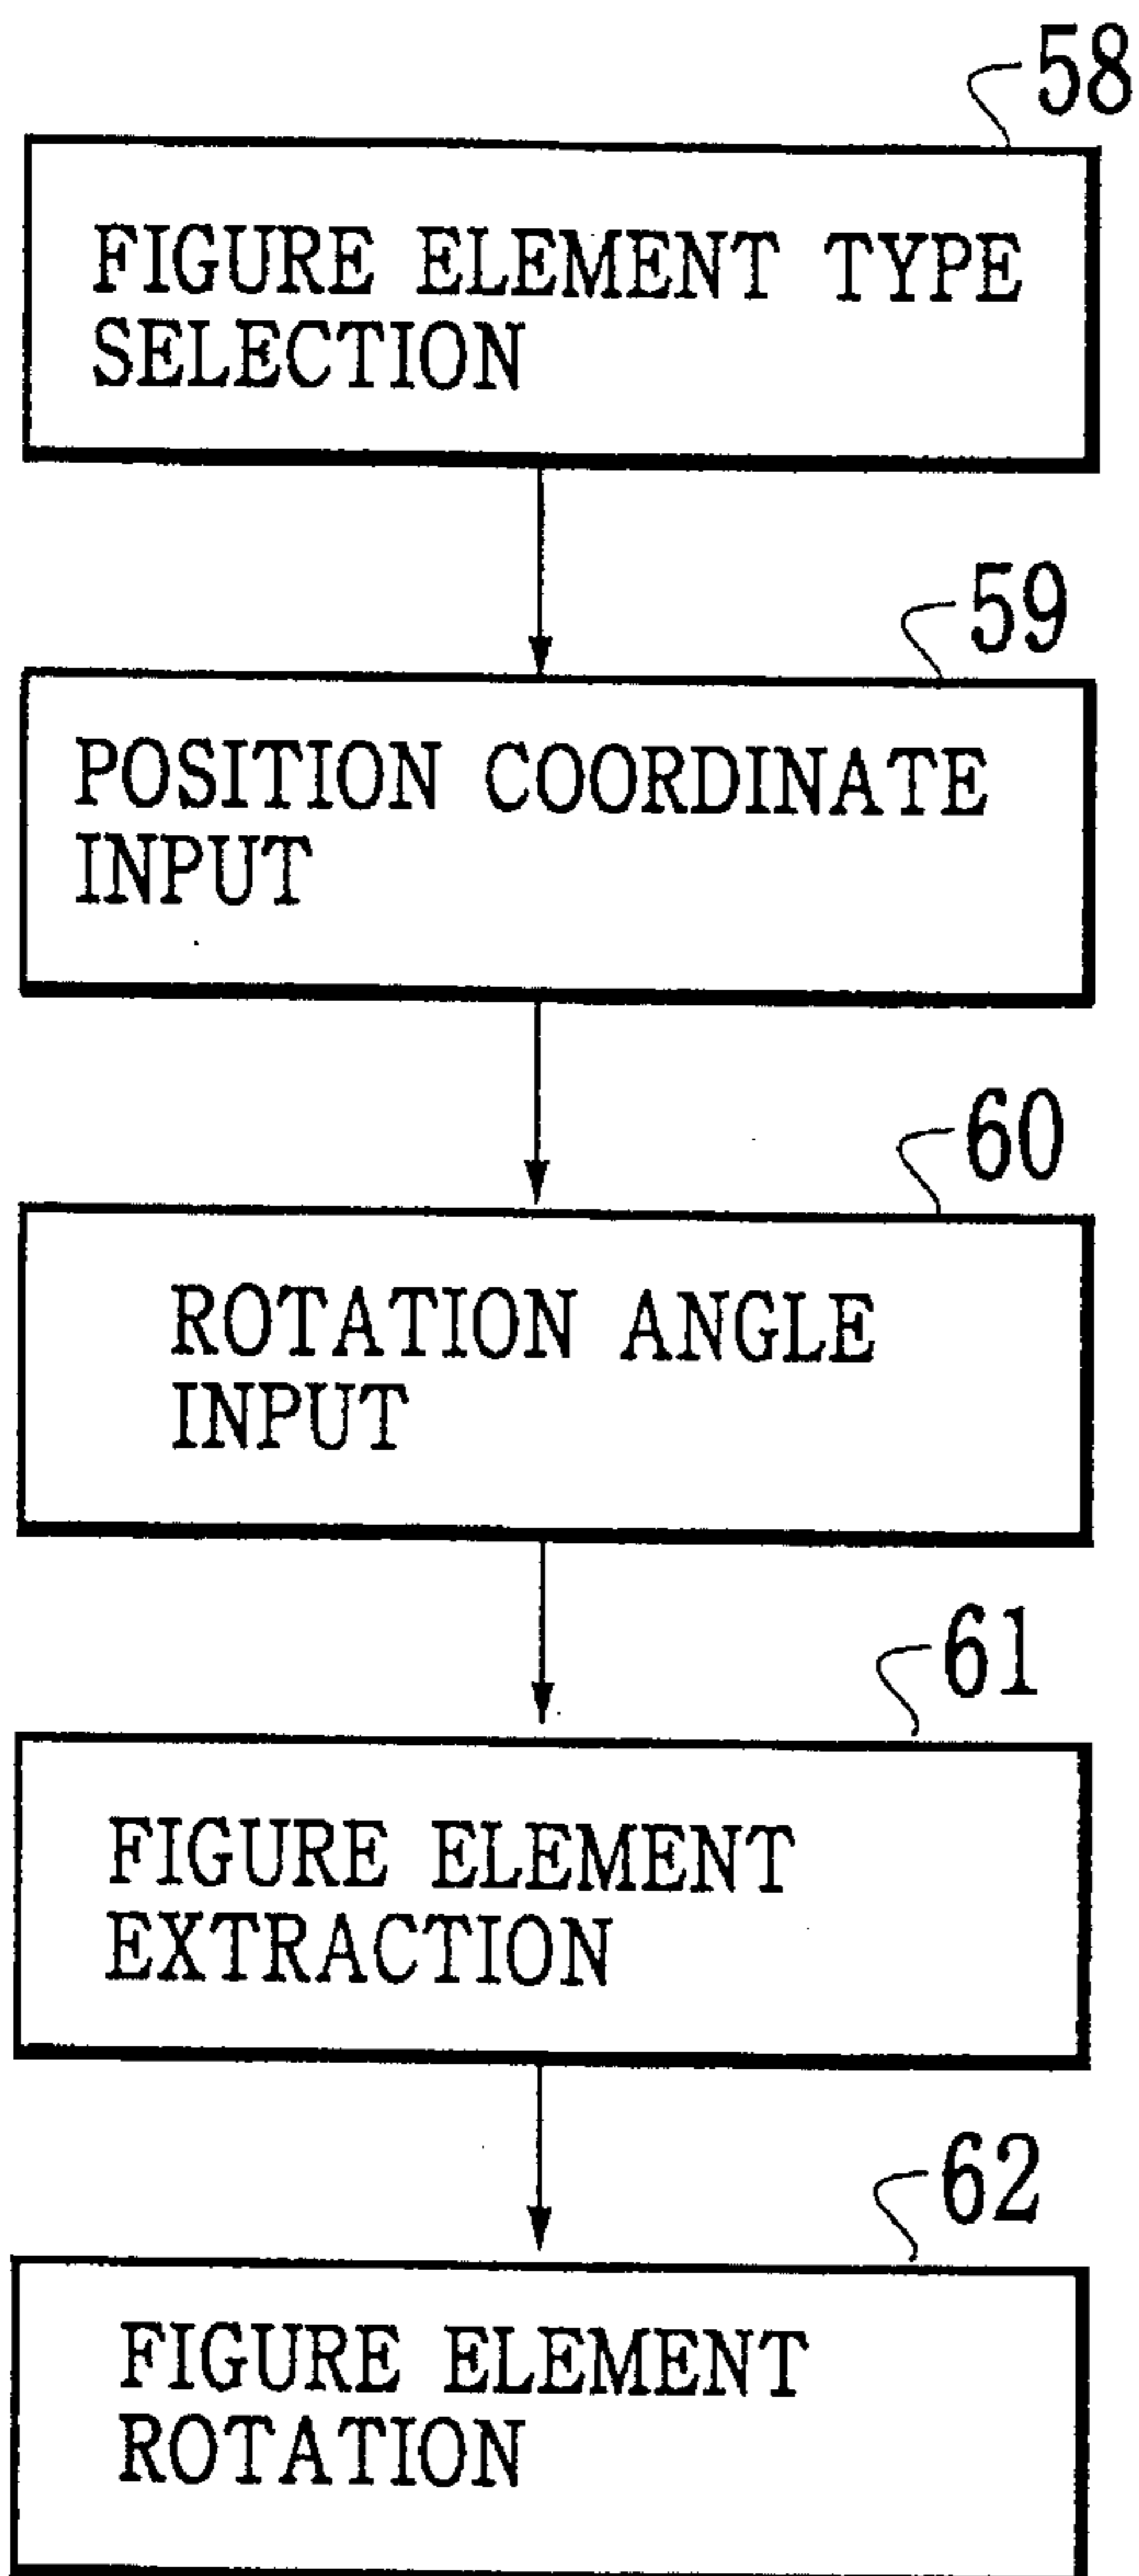 58
FIGURE ELEMENT TYPE
SELECTION
59
POSITION COORDINATE
INPUT
60
ROTATION ANGLE
INPUT
61
FIGURE ELEMENT
EXTRACTION
62
FIGURE ELEMENT
ROTATION